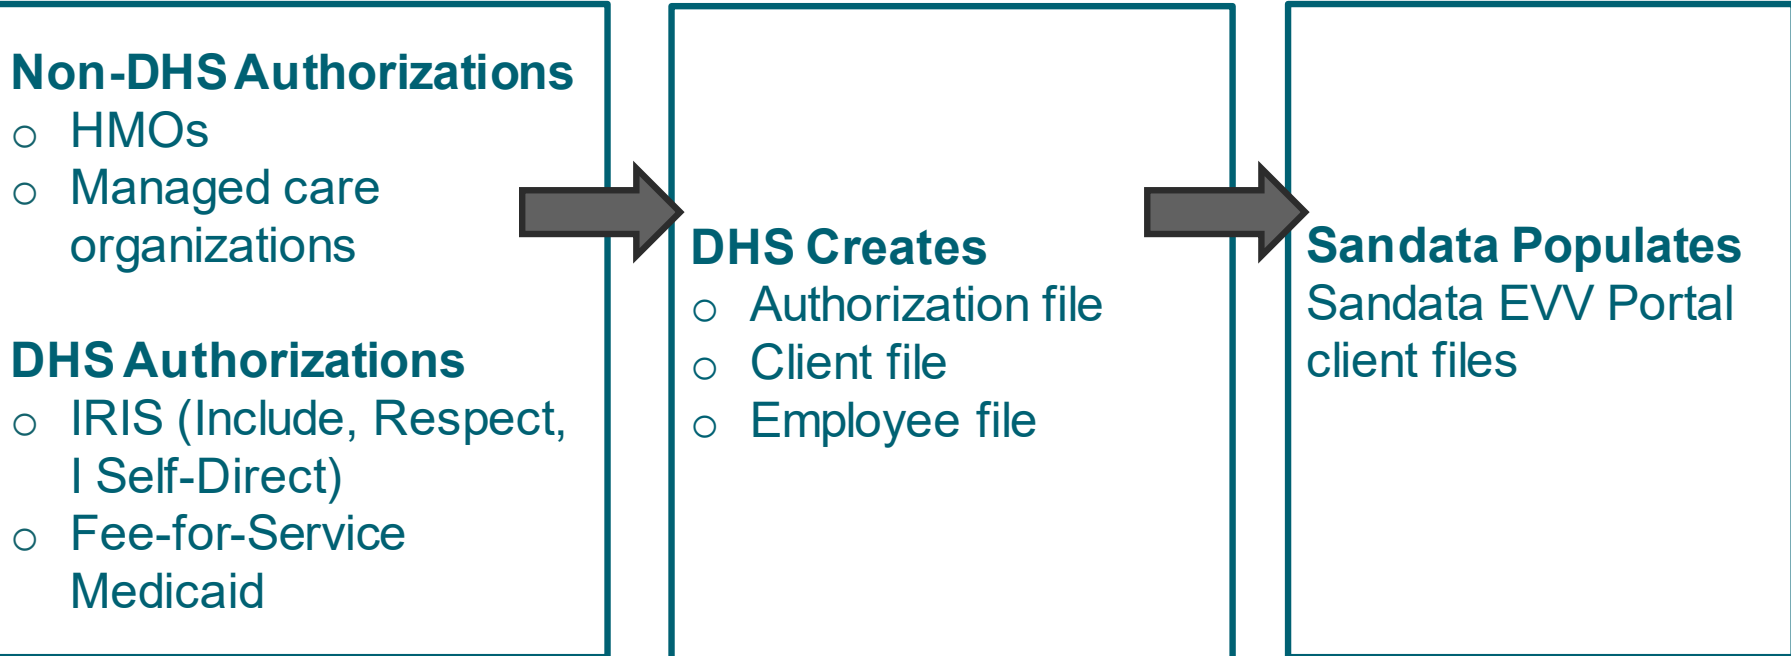 Non-DHS Authorizations
○ HMOs
○ Managed care
organizations
DHS Authorizations
○ IRIS (Include, Respect,
I Self-Direct)
○ Fee-for-Service
Medicaid
DHS Creates
○ Authorization file
○ Client file
○ Employee file
Sandata Populates
Sandata EVV Portal
client files